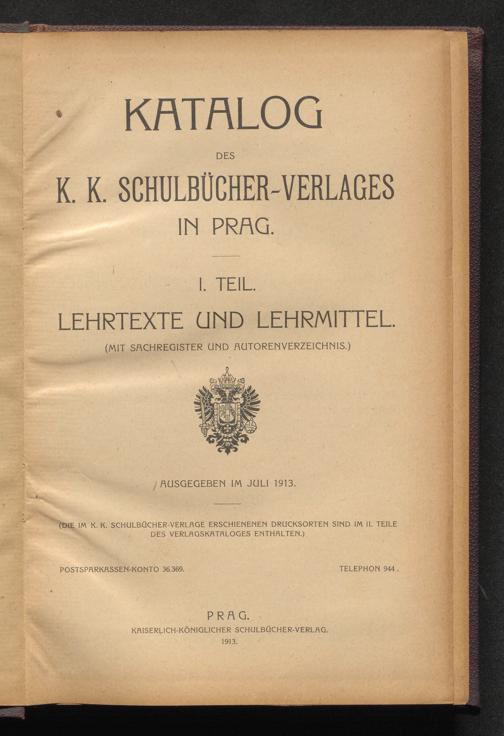 KATALOG
DES
K. K. SCHULBÜCHER-VERLAGES
IN PRAG.
I. TEIL.
LEHRTEXTE UND LEHRMITTEL.
(MIT SACHREGISTER UND AUTORENVERZEICHNIS.)
AUSGEGEBEN IM JULI 1913.
(DIE IM K. K. SCHULBÜCHER-VERLAGE ERSCHIENENEN DRUCKSORTEN SIND IM II. TEILE
DES VERLAGSKATALOGES ENTHALTEN.)
POSTSPARKASSEN-KONTO 36.369. TELEPHON 944.
PRAG.
KAISERLICH-KÖNIGLICHER SCHULBÜCHER-VERLAG.
1913.